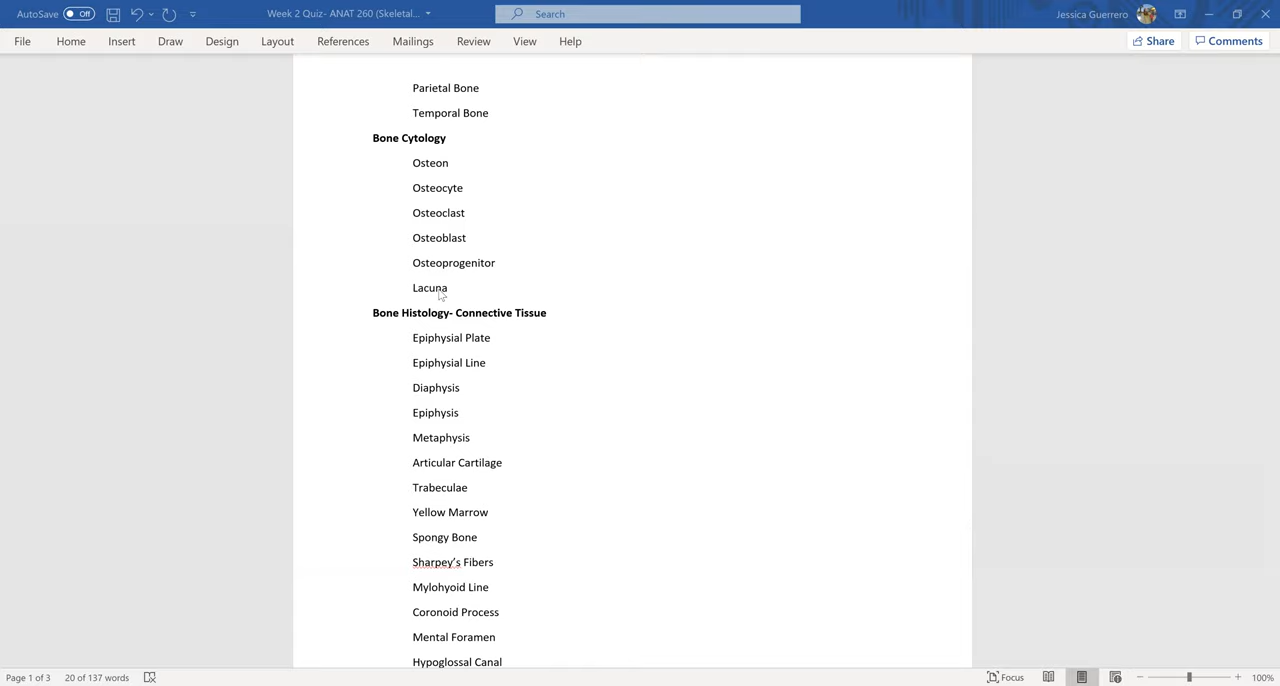 AutoSave Off Week 2 Quiz- ANAT 260 (Skeletal... Search Jessica Guerrero
File Home Insert Draw Design Layout References Mailings Review View Help Share Comments
Parietal Bone
Temporal Bone
Bone Cytology
Osteon
Osteocyte
Osteoclast
Osteoblast
Osteoprogenitor
Lacuna
Bone Histology- Connective Tissue
Epiphysial Plate
Epiphysial Line
Diaphysis
Epiphysis
Metaphysis
Articular Cartilage
Trabeculae
Yellow Marrow
Spongy Bone
Sharpey's Fibers
Mylohyoid Line
Coronoid Process
Mental Foramen
Hypoglossal Canal
Page 1 of 3 20 of 137 words Focus 100%